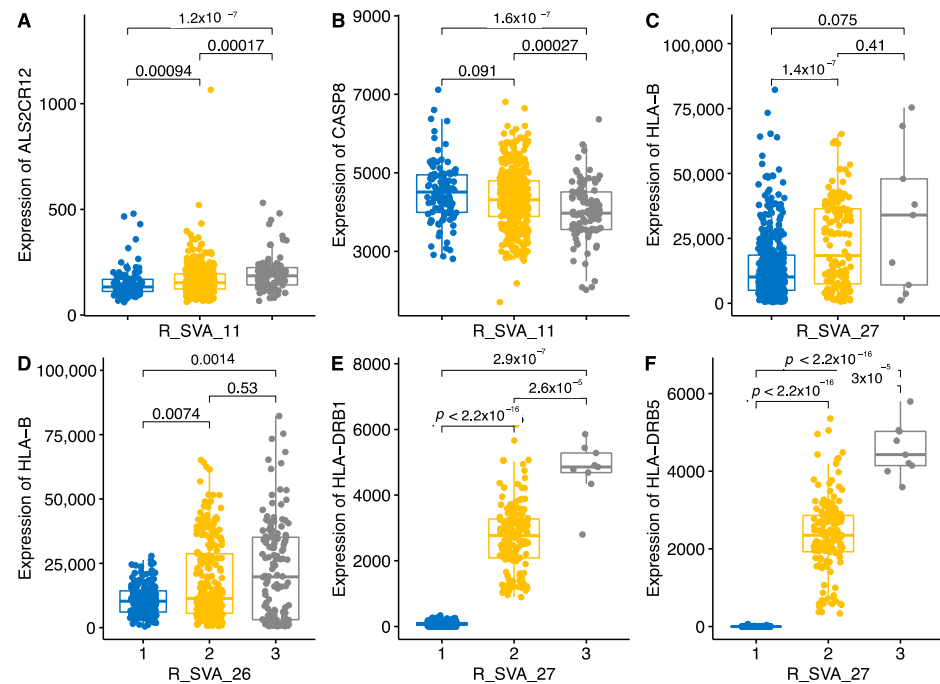 A
1.2x10⁻⁷
0.00017
0.00094
Expression of ALS2CR12
1000
500
0
R_SVA_11
B
1.6x10⁻⁷
0.00027
0.091
Expression of CASP8
9000
7000
5000
3000
R_SVA_11
C
0.075
0.41
1.4x10⁻⁷
Expression of HLA−B
100,000
75,000
50,000
25,000
0
R_SVA_27
D
0.0014
0.53
0.0074
Expression of HLA−B
100,000
75,000
50,000
25,000
0
1 2 3
R_SVA_26
E
2.9x10⁻⁷
2.6x10⁻⁵
p < 2.2x10⁻¹⁶
Expression of HLA−DRB1
8000
6000
4000
2000
0
1 2 3
R_SVA_27
F
p < 2.2x10⁻¹⁶
3x10⁻⁵
p < 2.2x10⁻¹⁶
Expression of HLA−DRB5
6000
4000
2000
0
1 2 3
R_SVA_27